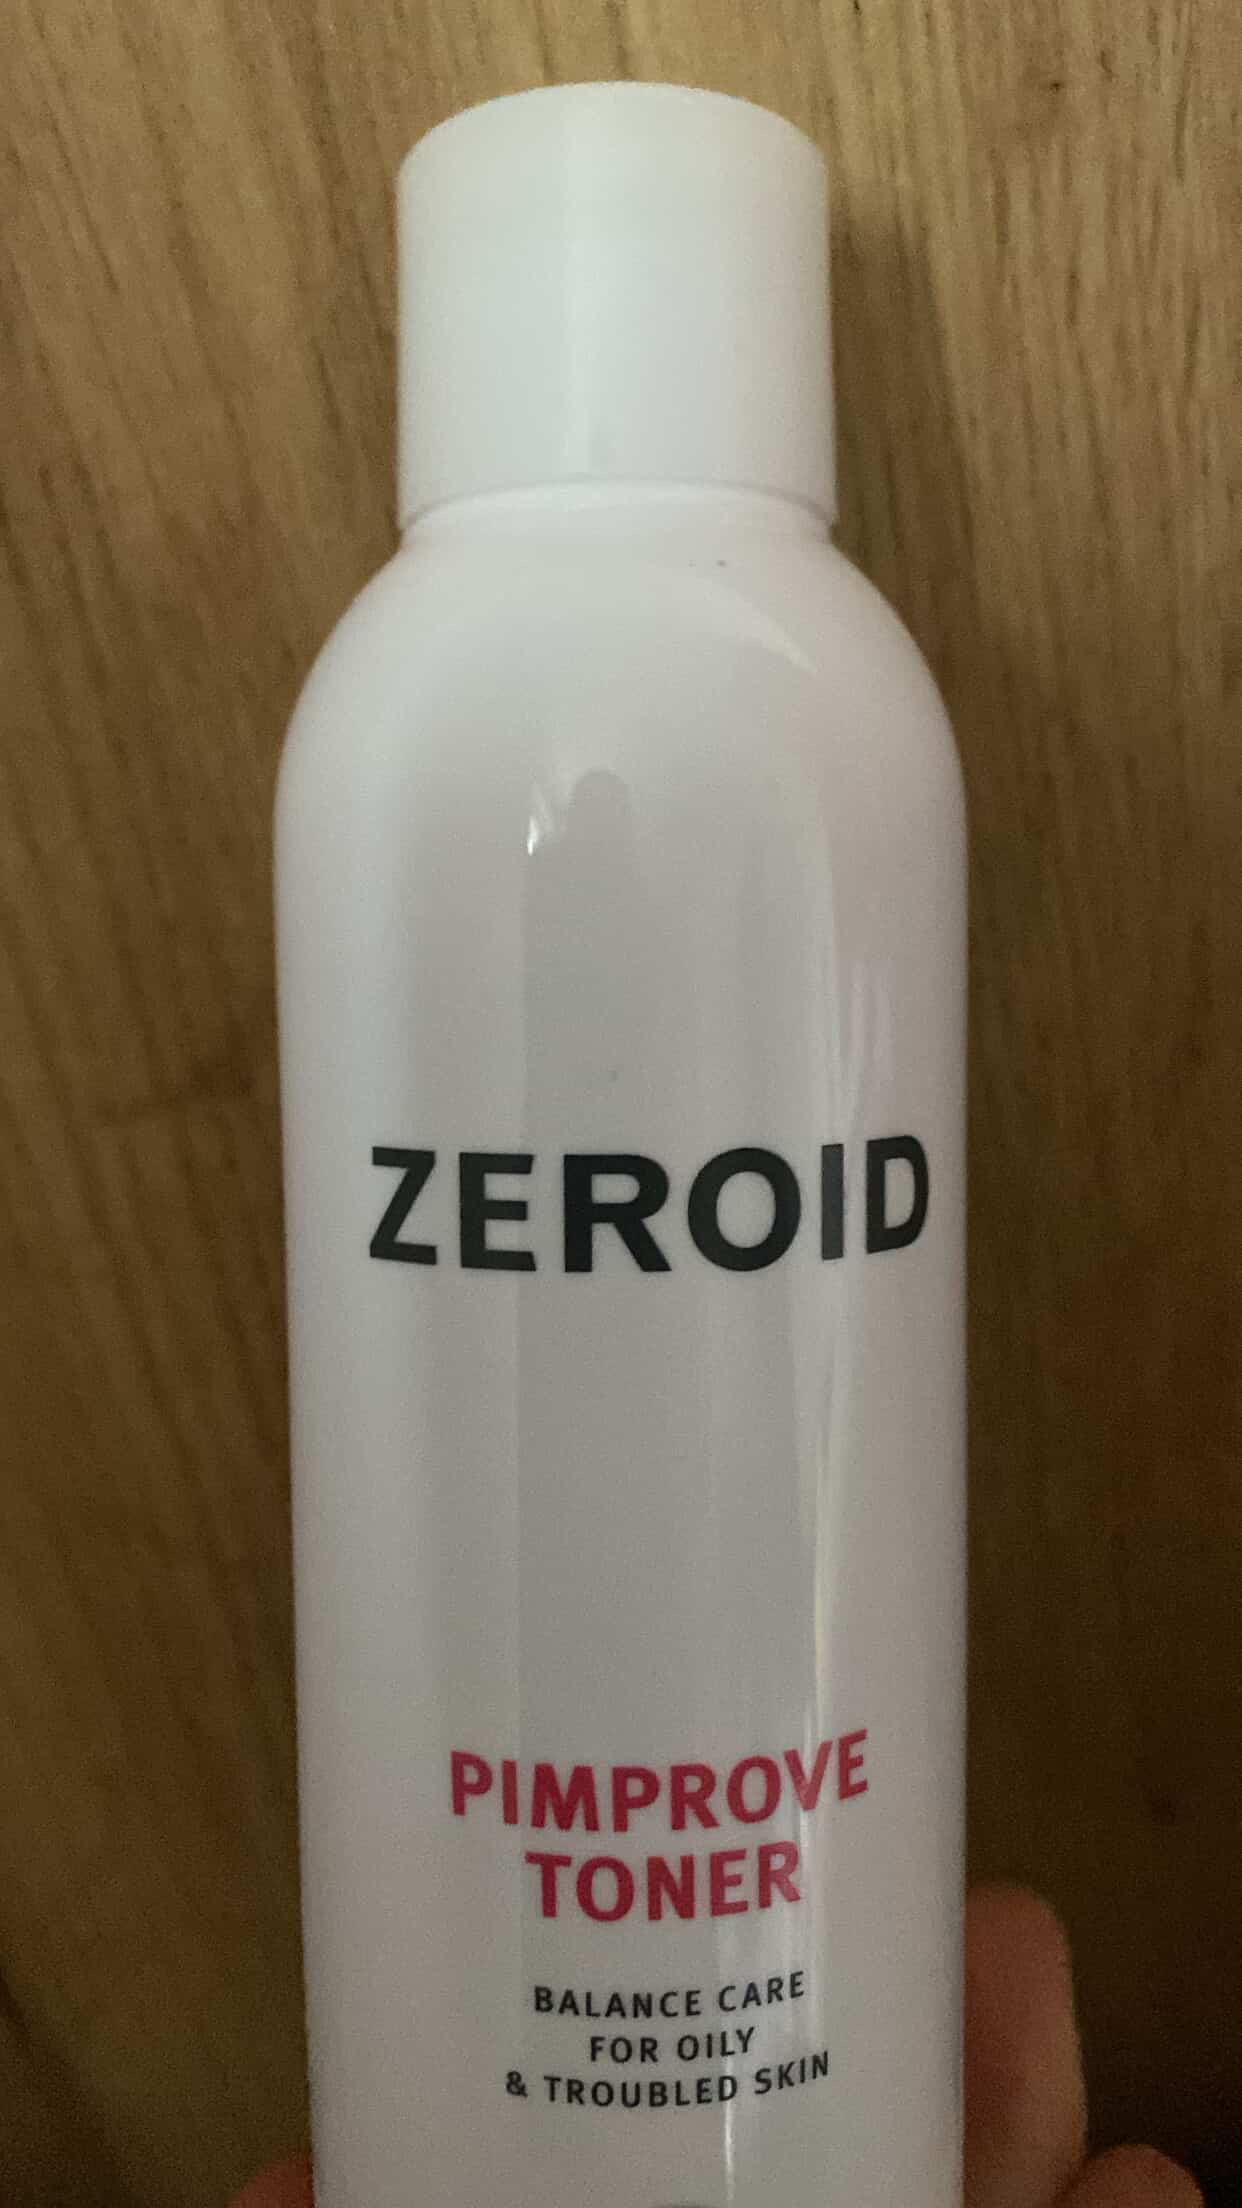 ZEROID
PIMPROVE
TONER
BALANCE CARE
FOR OILY
& TROUBLED SKIN